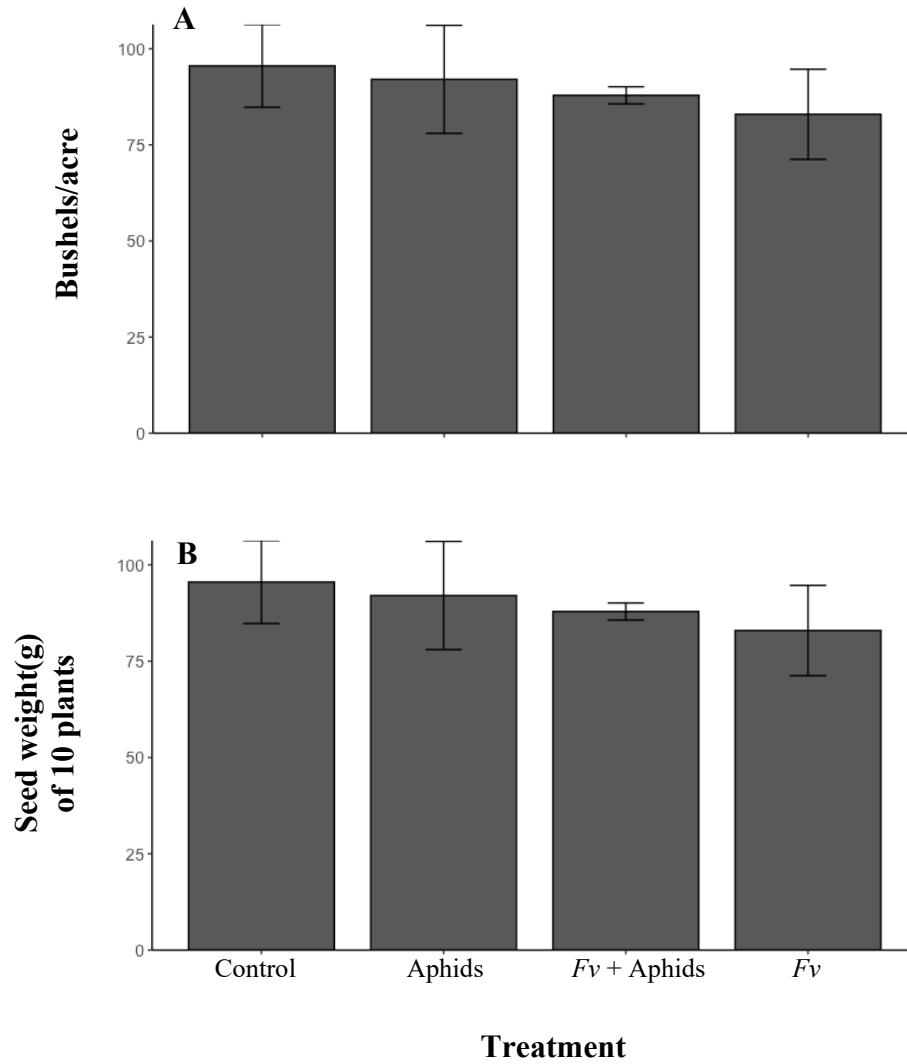 A
Bushels/acre
100
75
50
25
0
B
Seed weight(g)
of 10 plants
100
75
50
25
0
Control
Aphids
Fv + Aphids
Fv
Treatment